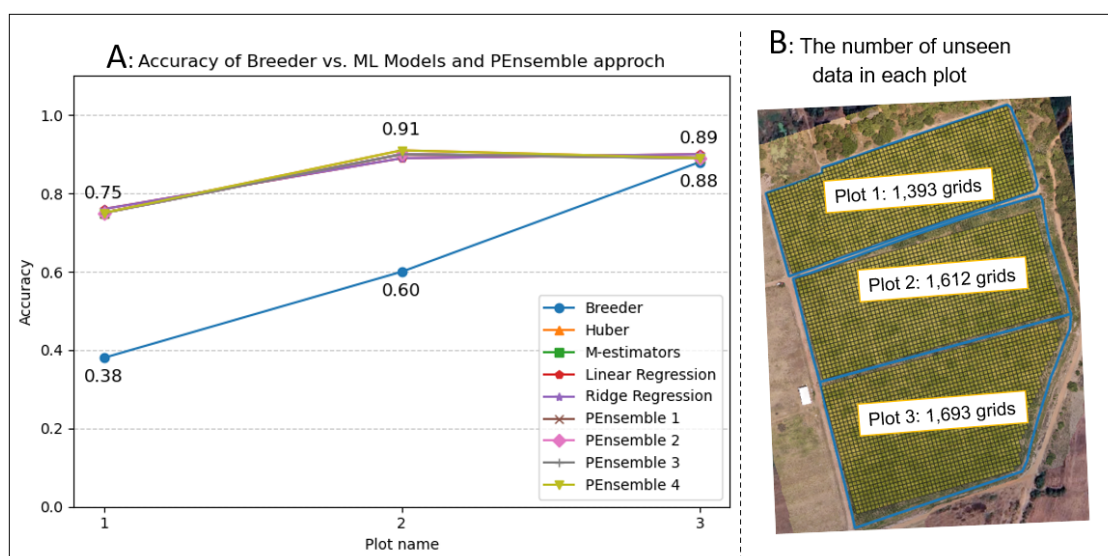 A: Accuracy of Breeder vs. ML Models and PEnsemble approch
Accuracy
1.0
0.8
0.6
0.4
0.2
0.0
0.75
0.91
0.89
0.88
0.60
0.38
Breeder
Huber
M-estimators
Linear Regression
Ridge Regression
PEnsemble 1
PEnsemble 2
PEnsemble 3
PEnsemble 4
1
2
3
Plot name
B: The number of unseen
data in each plot
Plot 1: 1,393 grids
Plot 2: 1,612 grids
Plot 3: 1,693 grids